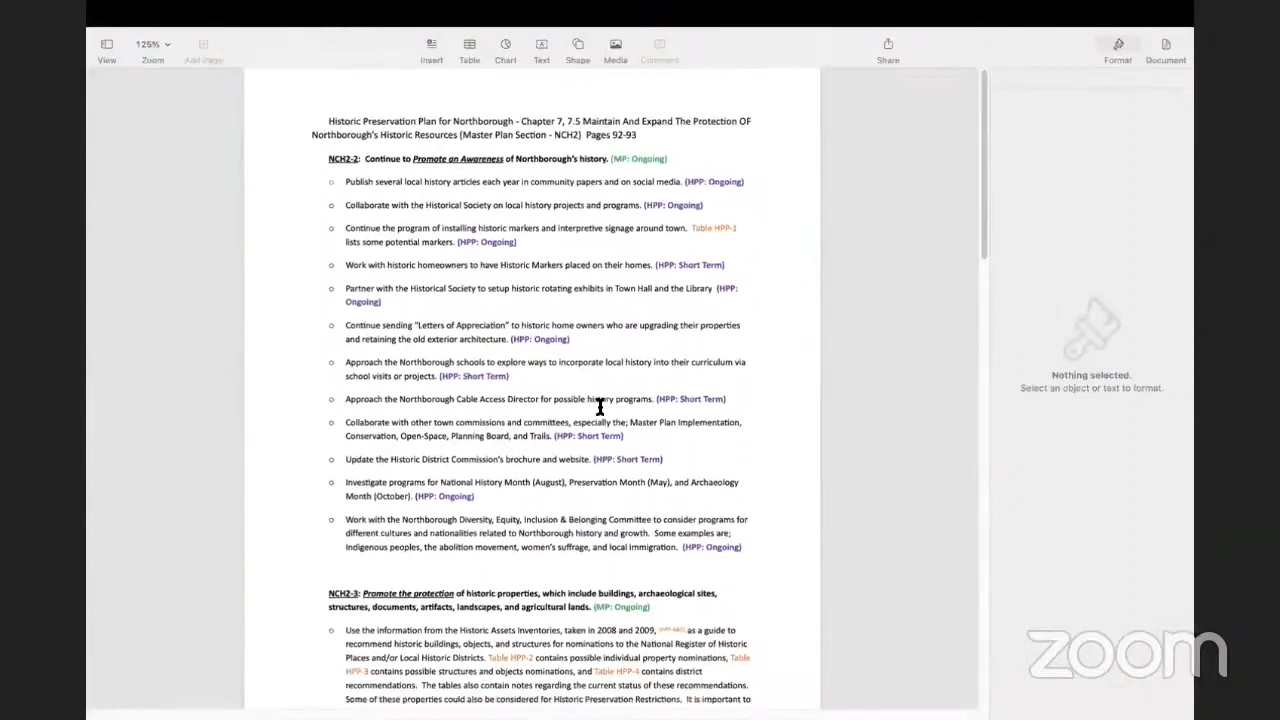 125%
View
Zoom
Add Page
Insert
Table
Chart
Text
Shape
Media
Comment
Share
Format
Document
Historic Preservation Plan for Northborough - Chapter 7, 7.5 Maintain And Expand The Protection OF
Northborough's Historic Resources (Master Plan Section - NCH2) Pages 92-93
NCH2-2: Continue to Promote an Awareness of Northborough's history. (MP: Ongoing)
○ Publish several local history articles each year in community papers and on social media. (HPP: Ongoing)
○ Collaborate with the Historical Society on local history projects and programs. (HPP: Ongoing)
○ Continue the program of installing historic markers and interpretive signage around town. Table HPP-1
lists some potential markers. (HPP: Ongoing)
○ Work with historic homeowners to have Historic Markers placed on their homes. (HPP: Short Term)
○ Partner with the Historical Society to setup historic rotating exhibits in Town Hall and the Library (HPP:
Ongoing)
○ Continue sending "Letters of Appreciation" to historic home owners who are upgrading their properties
and retaining the old exterior architecture. (HPP: Ongoing)
○ Approach the Northborough schools to explore ways to incorporate local history into their curriculum via
school visits or projects. (HPP: Short Term)
○ Approach the Northborough Cable Access Director for possible history programs. (HPP: Short Term)
○ Collaborate with other town commissions and committees, especially the; Master Plan Implementation,
Conservation, Open-Space, Planning Board, and Trails. (HPP: Short Term)
○ Update the Historic District Commission's brochure and website. (HPP: Short Term)
○ Investigate programs for National History Month (August), Preservation Month (May), and Archaeology
Month (October). (HPP: Ongoing)
○ Work with the Northborough Diversity, Equity, Inclusion & Belonging Committee to consider programs for
different cultures and nationalities related to Northborough history and growth. Some examples are;
Indigenous peoples, the abolition movement, women's suffrage, and local immigration. (HPP: Ongoing)
NCH2-3: Promote the protection of historic properties, which include buildings, archaeological sites,
structures, documents, artifacts, landscapes, and agricultural lands. (MP: Ongoing)
○ Use the information from the Historic Assets Inventories, taken in 2008 and 2009, as a guide to
recommend historic buildings, objects, and structures for nominations to the National Register of Historic
Places and/or Local Historic Districts. Table HPP-2 contains possible individual property nominations, Table
HPP-3 contains possible structures and objects nominations, and Table HPP-4 contains district
recommendations. The tables also contain notes regarding the current status of these recommendations.
Some of these properties could also be considered for Historic Preservation Restrictions. It is important to
Nothing selected.
Select an object or text to format.
zoom